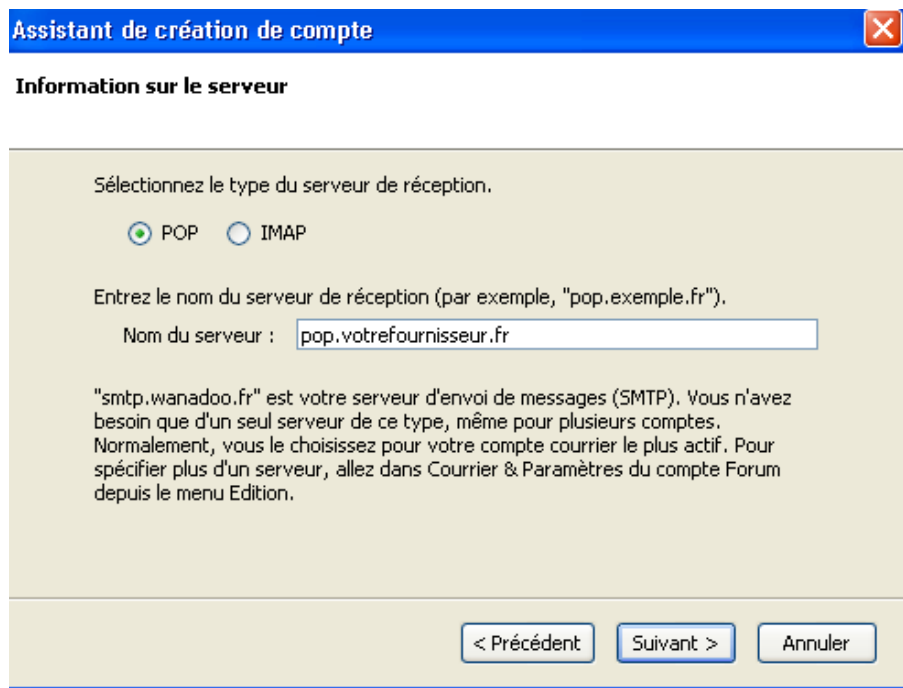 Assistant de création de compte
Information sur le serveur
Sélectionnez le type du serveur de réception.
POP IMAP
Entrez le nom du serveur de réception (par exemple, "pop.exemple.fr").
Nom du serveur : pop.votrefournisseur.fr
"smtp.wanadoo.fr" est votre serveur d'envoi de messages (SMTP). Vous n'avez
besoin que d'un seul serveur de ce type, même pour plusieurs comptes.
Normalement, vous le choisissez pour votre compte courrier le plus actif. Pour
spécifier plus d'un serveur, allez dans Courrier & Paramètres du compte Forum
depuis le menu Edition.
< Précédent Suivant > Annuler